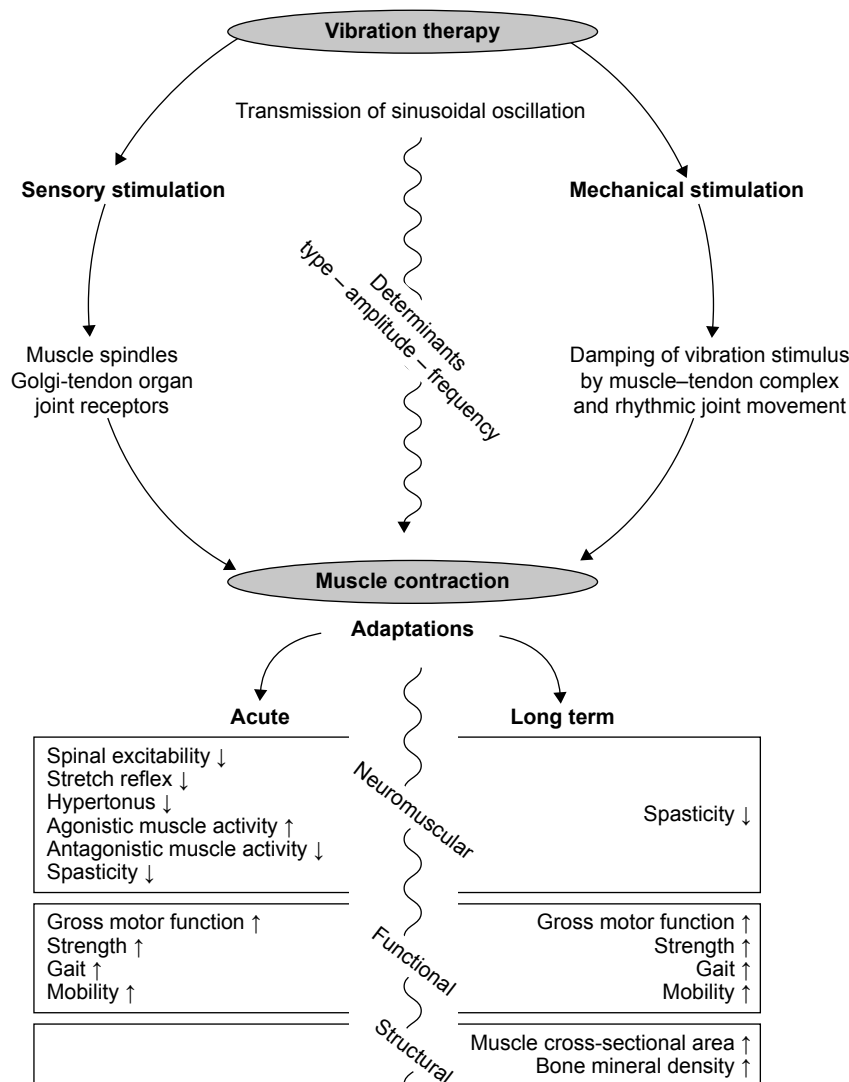 Vibration therapy
Transmission of sinusoidal oscillation
Sensory stimulation
Mechanical stimulation
Determinants
type – amplitude – frequency
Muscle spindles
Golgi-tendon organ
joint receptors
Damping of vibration stimulus
by muscle–tendon complex
and rhythmic joint movement
Muscle contraction
Adaptations
Acute
Long term
Spinal excitability ↓
Stretch reflex ↓
Hypertonus ↓
Agonistic muscle activity ↑
Antagonistic muscle activity ↓
Spasticity ↓
Neuromuscular
Spasticity ↓
Gross motor function ↑
Strength ↑
Gait ↑
Mobility ↑
Functional
Gross motor function ↑
Strength ↑
Gait ↑
Mobility ↑
Structural
Muscle cross-sectional area ↑
Bone mineral density ↑